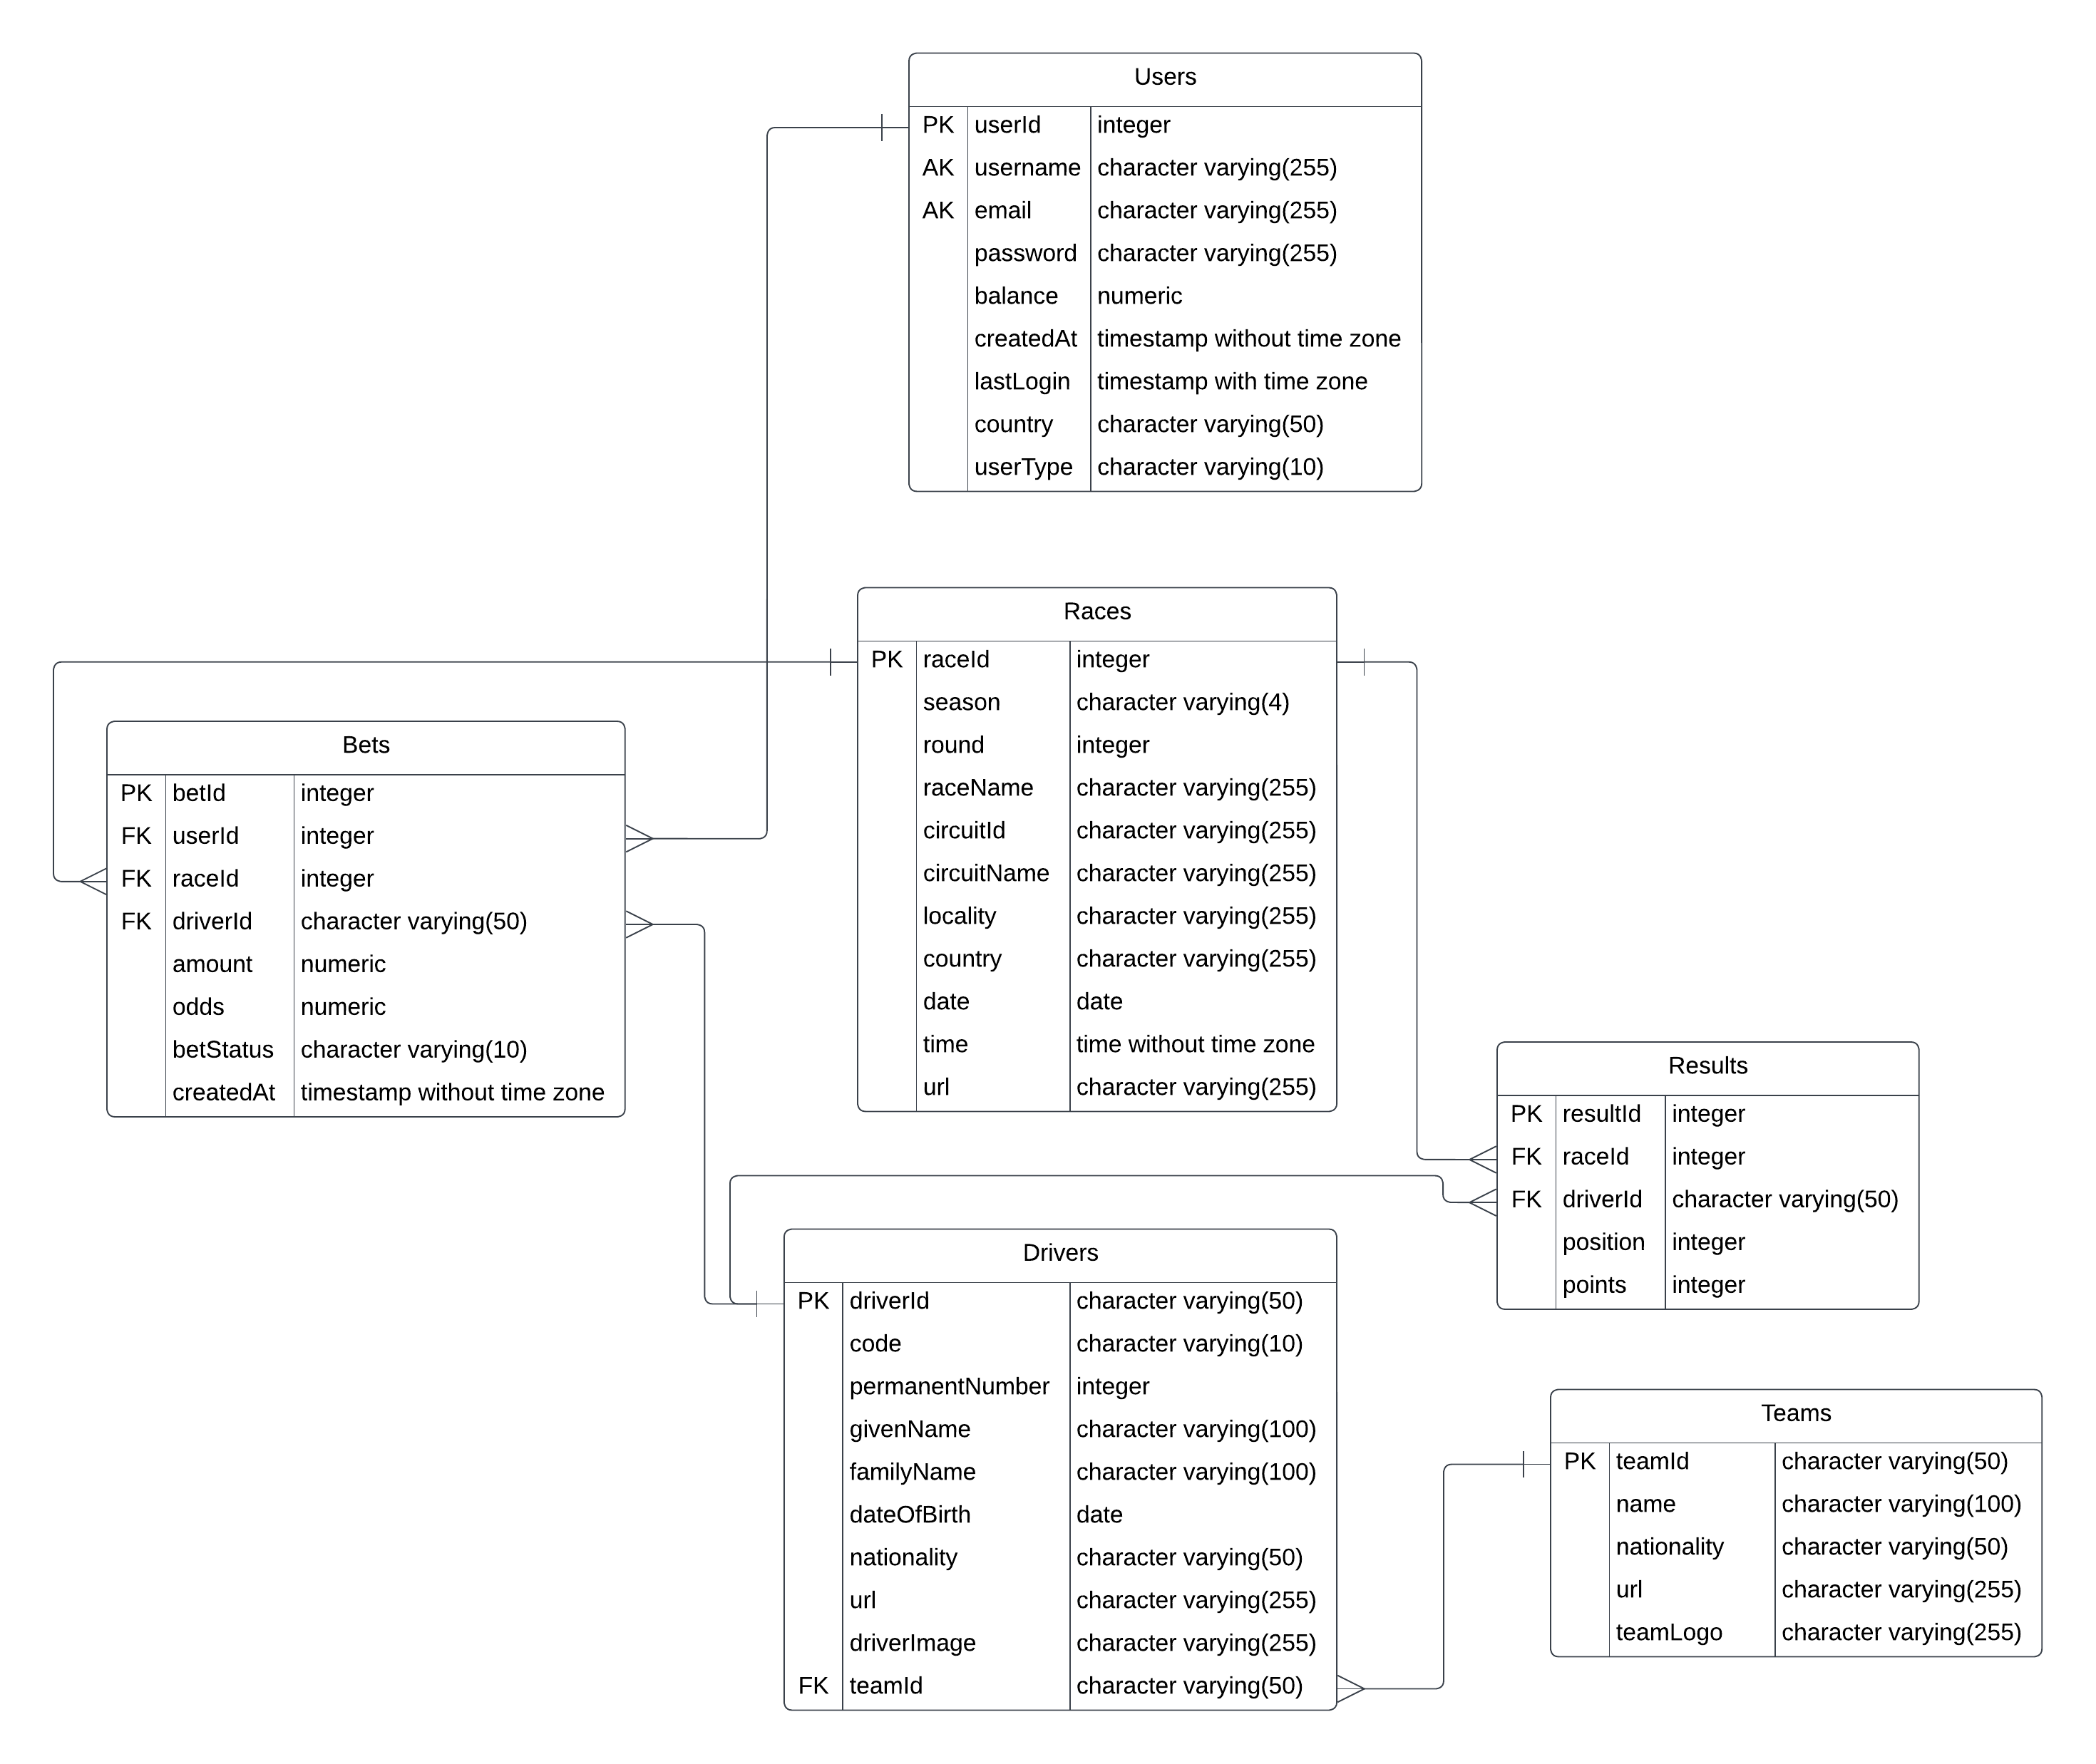 Users
PK userId integer
AK username character varying(255)
AK email character varying(255)
password character varying(255)
balance numeric
createdAt timestamp without time zone
lastLogin timestamp with time zone
country character varying(50)
userType character varying(10)
Races
PK raceId integer
season character varying(4)
round integer
raceName character varying(255)
circuitId character varying(255)
circuitName character varying(255)
locality character varying(255)
country character varying(255)
date date
time time without time zone
url character varying(255)
Bets
PK betId integer
FK userId integer
FK raceId integer
FK driverId character varying(50)
amount numeric
odds numeric
betStatus character varying(10)
createdAt timestamp without time zone
Results
PK resultId integer
FK raceId integer
FK driverId character varying(50)
position integer
points integer
Drivers
PK driverId character varying(50)
code character varying(10)
permanentNumber integer
givenName character varying(100)
familyName character varying(100)
dateOfBirth date
nationality character varying(50)
url character varying(255)
driverImage character varying(255)
FK teamId character varying(50)
Teams
PK teamId character varying(50)
name character varying(100)
nationality character varying(50)
url character varying(255)
teamLogo character varying(255)